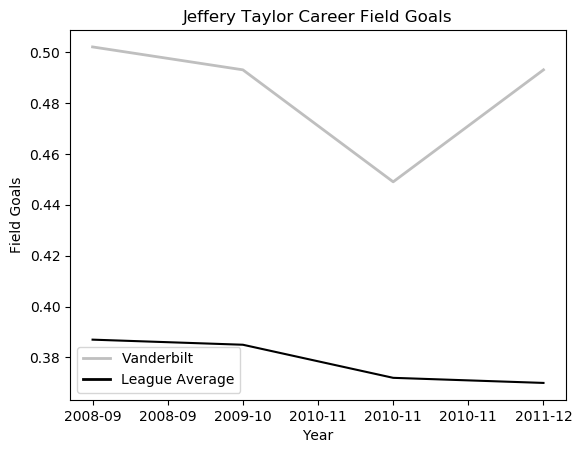 Jeffery Taylor Career Field Goals
Field Goals
0.50
0.48
0.46
0.44
0.42
0.40
0.38
Vanderbilt
League Average
2008-09 2008-09 2009-10 2010-11 2010-11 2010-11 2011-12
Year